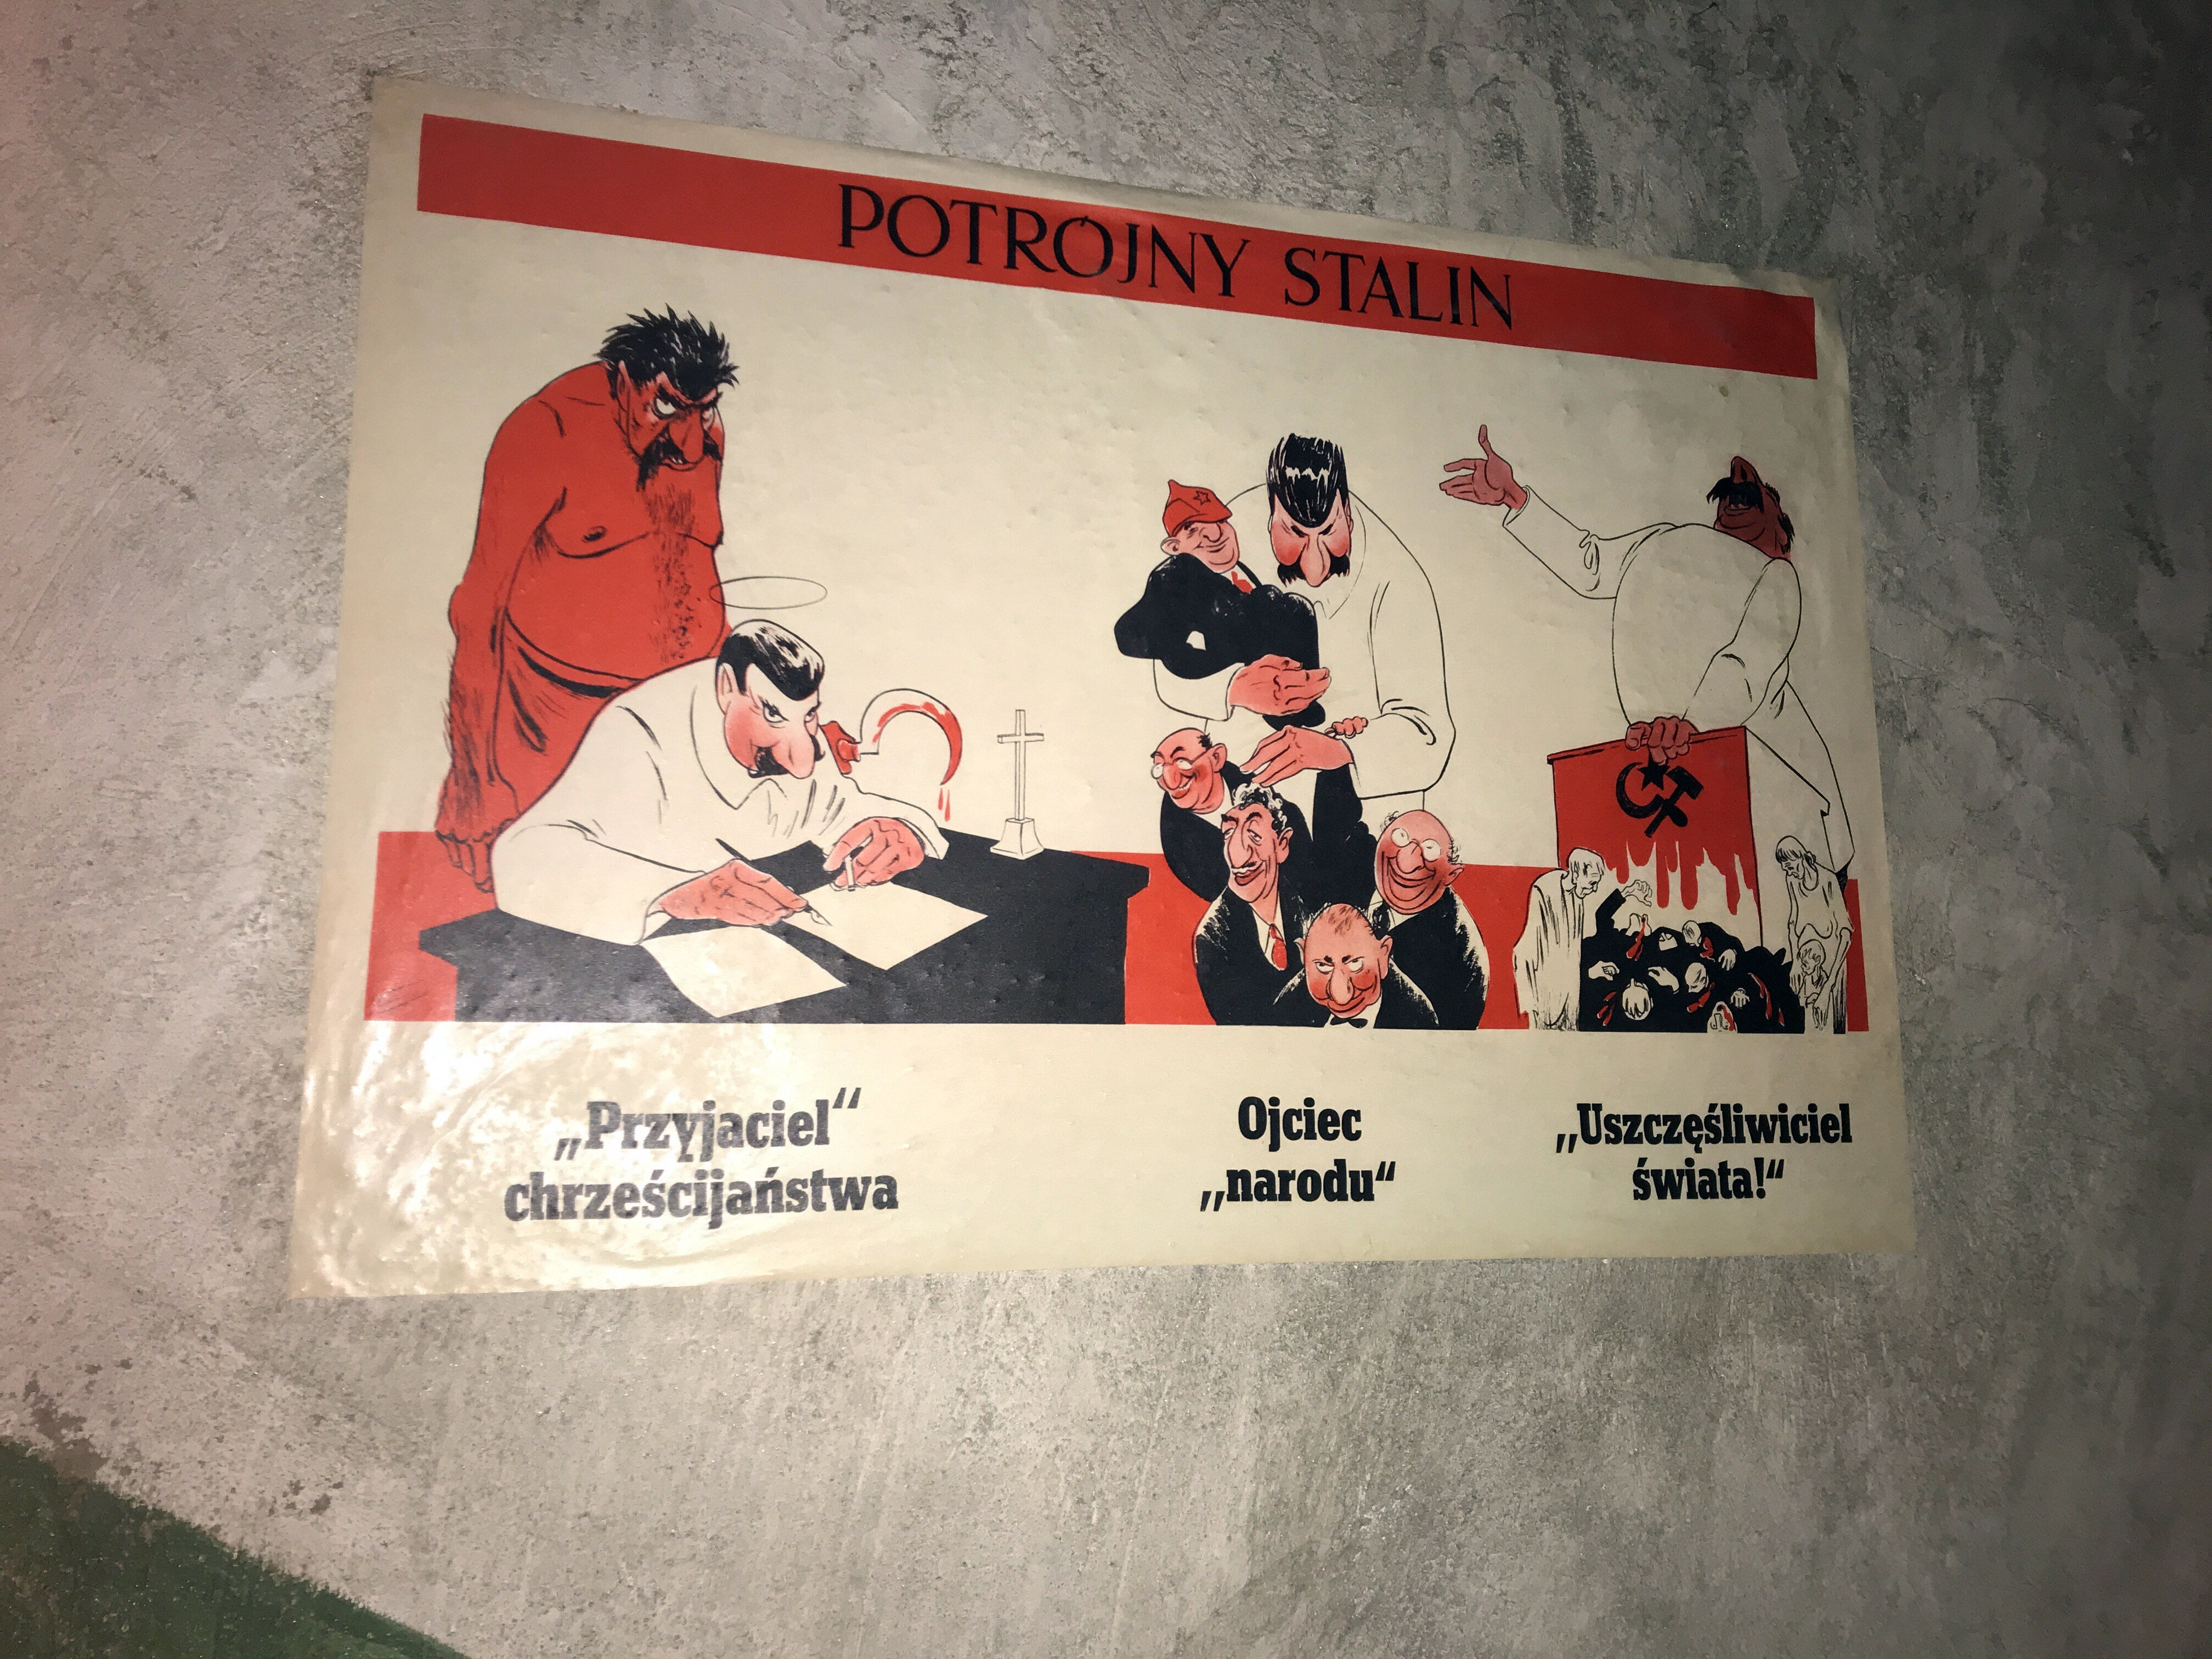 POTRÓJNY STALIN
„Przyjaciel“
chrześcijaństwa
Ojciec
„narodu“
„Uszczęśliwiciel
świata!“